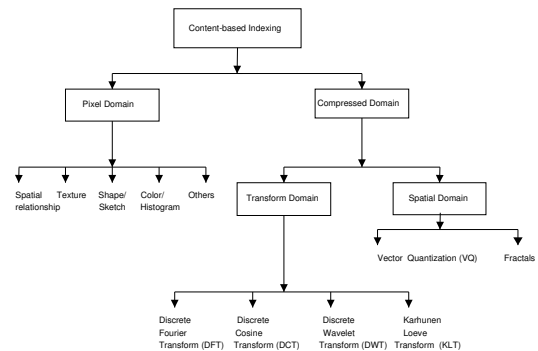 Content-based Indexing
Pixel Domain
Compressed Domain
Spatial relationship
Texture
Shape/ Sketch
Color/ Histogram
Others
Transform Domain
Spatial Domain
Vector Quantization (VQ)
Fractals
Discrete
Fourier
Transform (DFT)
Discrete
Cosine
Transform (DCT)
Discrete
Wavelet
Transform (DWT)
Karhunen
Loeve
Transform (KLT)